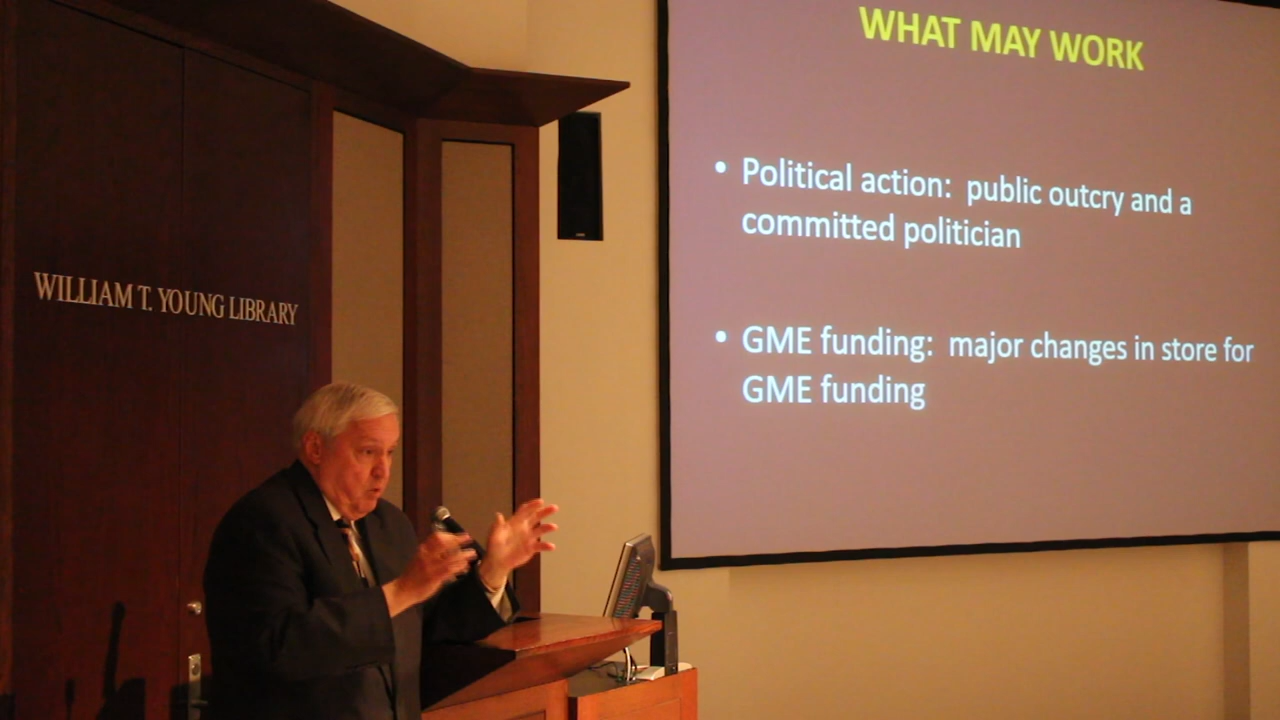 WILLIAM T. YOUNG LIBRARY
WHAT MAY WORK
• Political action: public outcry and a
committed politician
• GME funding: major changes in store for
GME funding